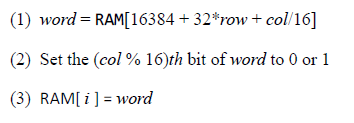 (1) word = RAM[16384 + 32*row + col/16]
(2) Set the (col % 16)th bit of word to 0 or 1
(3) RAM[ i ] = word